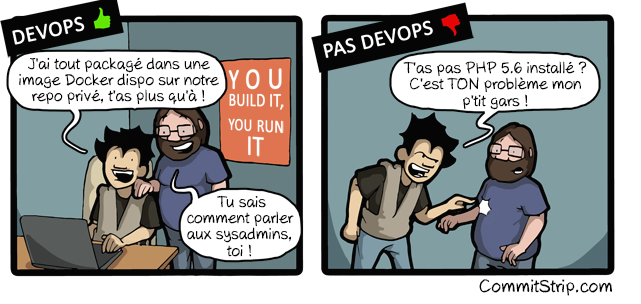 DEVOPS
J'ai tout packagé dans une
image Docker dispo sur notre
repo privé, t'as plus qu'à !
YOU
BUILD IT,
YOU RUN
IT
Tu sais
comment parler
aux sysadmins,
toi !
PAS DEVOPS
T'as pas PHP 5.6 installé ?
C'est TON problème mon
p'tit gars !
CommitStrip.com